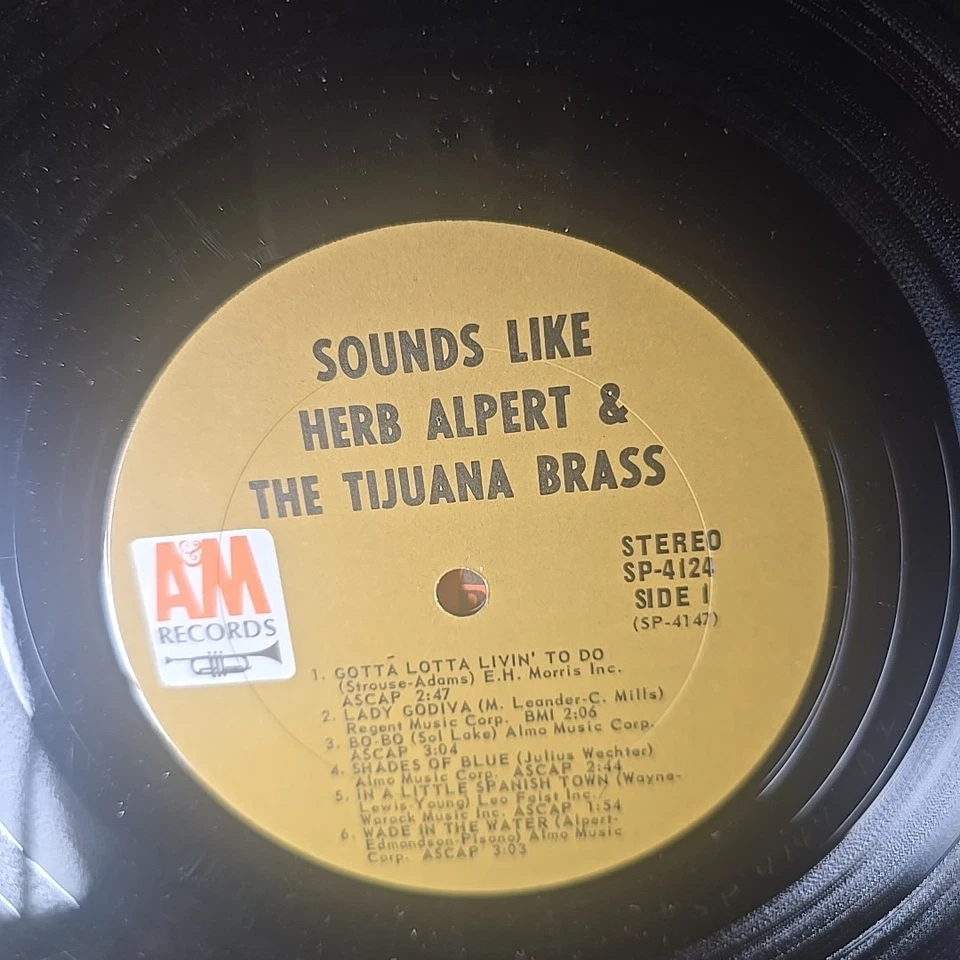 SOUNDS LIKE
HERB ALPERT &
THE TIJUANA BRASS
A&M
RECORDS
STEREO
SP-4124
SIDE 1
(SP-4147)
1. GOTTA LOTTA LIVIN' TO DO
(Strouse-Adams) E.H. Morris Inc.
ASCAP 2:47
2. LADY GODIVA (M. Leander-C. Mills)
Regent Music Corp. BMI 2:06
3. BO-BO (Sol Lake) Almo Music Corp.
ASCAP 3:04
4. SHADES OF BLUE (Julius Wechter)
Almo Music Corp. ASCAP 2:44
5. IN A LITTLE SPANISH TOWN (Wayne-
Lewis-Young) Leo Feist Inc./
Warock Music Inc. ASCAP 1:54
6. WADE IN THE WATER (Alpert-
Edmondson-Pisano) Almo Music
Corp. ASCAP 3:03